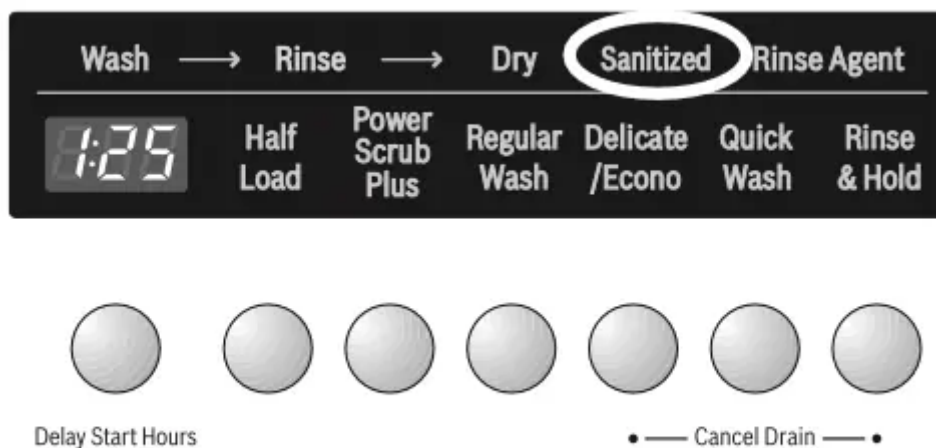 Wash → Rinse → Dry Sanitized Rinse Agent
1:25
Half
Load
Power
Scrub
Plus
Regular
Wash
Delicate
/Econo
Quick
Wash
Rinse
& Hold
Delay Start Hours
Cancel Drain